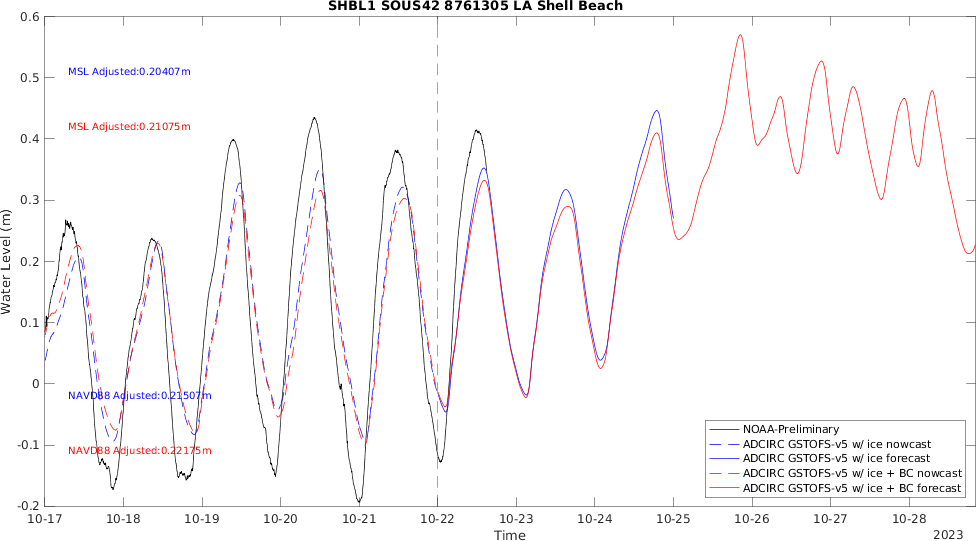 SHBL1 SOUS42 8761305 LA Shell Beach
0.6
0.5
0.4
0.3
0.2
0.1
0
-0.1
-0.2
Water Level (m)
MSL Adjusted:0.20407m
MSL Adjusted:0.21075m
NAVD88 Adjusted:0.21507m
NAVD88 Adjusted:0.22175m
NOAA-Preliminary
ADCIRC GSTOFS-v5 w/ ice nowcast
ADCIRC GSTOFS-v5 w/ ice forecast
ADCIRC GSTOFS-v5 w/ ice + BC nowcast
ADCIRC GSTOFS-v5 w/ ice + BC forecast
10-17 10-18 10-19 10-20 10-21 10-22 10-23 10-24 10-25 10-26 10-27 10-28
Time
2023